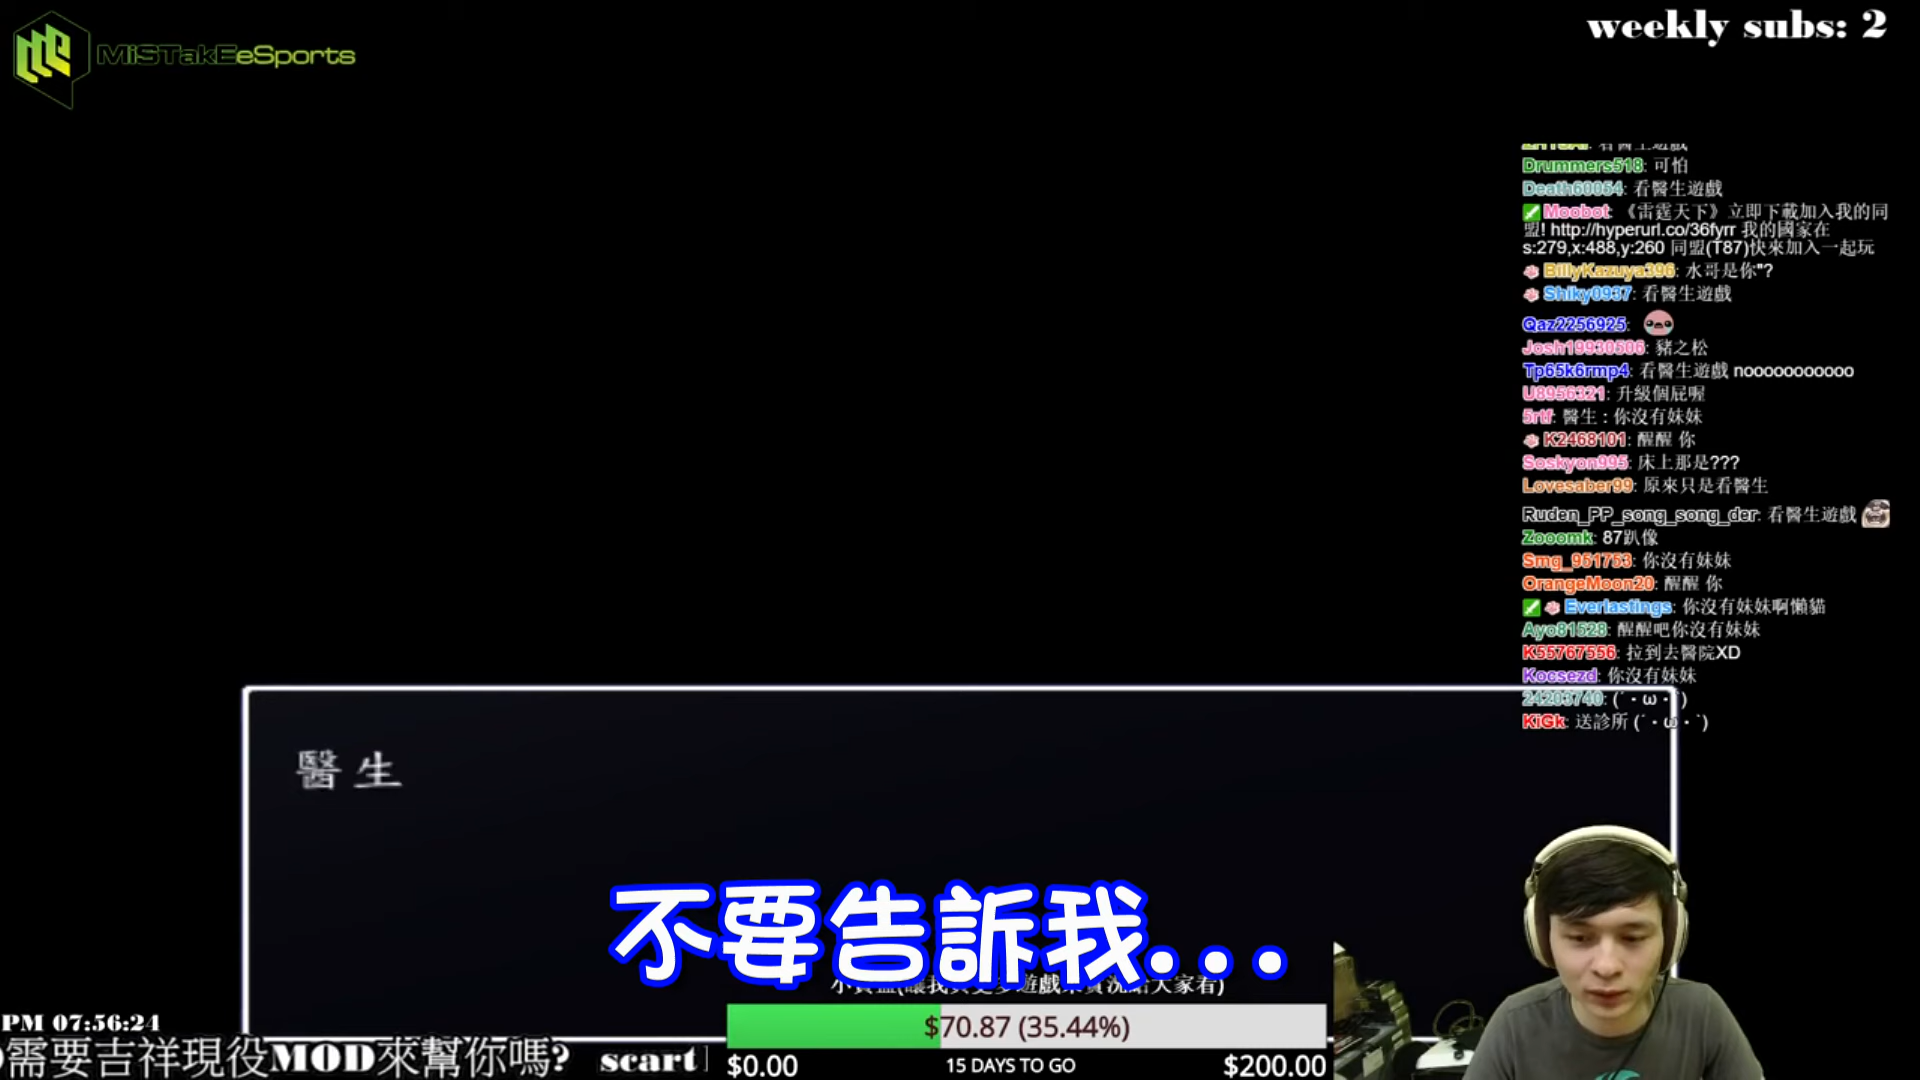 MiSTakEeSports
weekly subs: 2
Drummers518: 可怕
Death60054: 看醫生遊戲
Moobot: 《雷霆天下》立即下載加入我的同
盟! http://hyperurl.co/36fyrr 我的國家在
s:279,x:488,y:260 同盟(T87)快來加入一起玩
BillyKazuya396: 水哥是你"?
Shiky0937: 看醫生遊戲
Qaz2256925:
Josh19930506: 豬之松
Tp65k6rmp4: 看醫生遊戲 nooooooooooo
U8956321: 升級個屁喔
5rtf: 醫生 : 你沒有妹妹
K2468101: 醒醒 你
Soskyon995: 床上那是???
Lovesaber99: 原來只是看醫生
Ruden_PP_song_song_der: 看醫生遊戲
Zooomk: 87趴像
Smg_951753: 你沒有妹妹
OrangeMoon20: 醒醒 你
Everlastings: 你沒有妹妹啊懶貓
Ayo81528: 醒醒吧你沒有妹妹
K55767556: 拉到去醫院XD
Kocsezd: 你沒有妹妹
24203740: (´・ω・`)
KiGk: 送診所 (´・ω・`)
醫生
不要告訴我...
PM 07:56:24
需要吉祥現役MOD來幫你嗎? scart
$70.87 (35.44%)
$0.00 15 DAYS TO GO $200.00